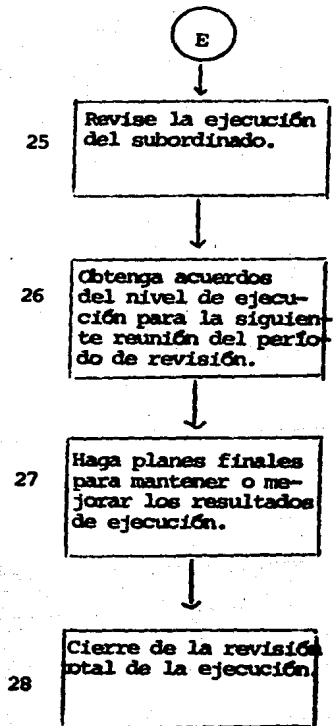 E
25
Revise la ejecución
del subordinado.
26
Obtenga acuerdos
del nivel de ejecu-
ción para la siguien-
te reunión del perío-
do de revisión.
27
Haga planes finales
para mantener o me-
jorar los resultados
de ejecución.
28
Cierre de la revisión
total de la ejecución.